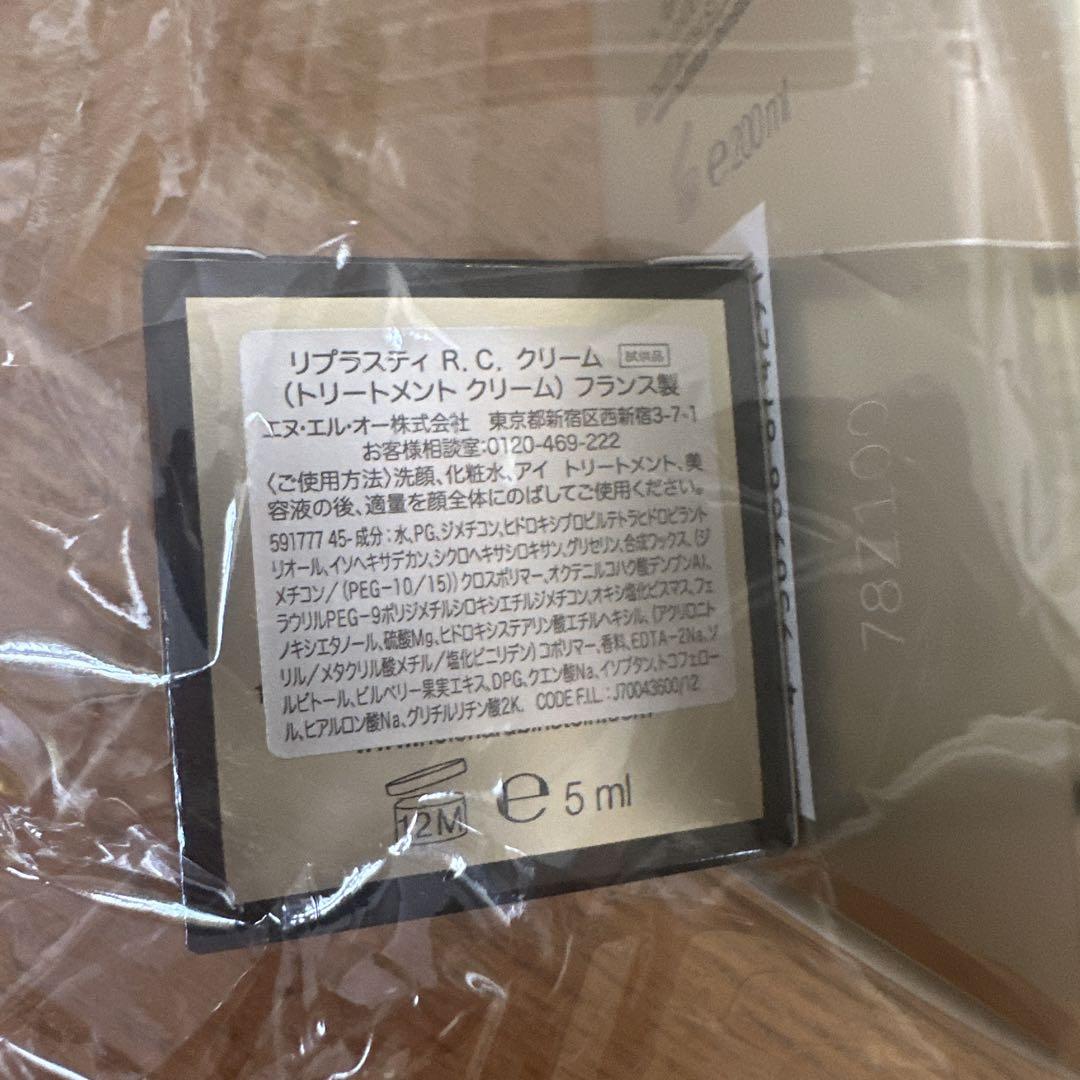 リプラスティ R. C. クリーム 試供品
(トリートメント クリーム) フランス製
エヌ・エル・オー株式会社 東京都新宿区西新宿3-7-1
お客様相談室:0120-469-222
〈ご使用方法〉洗顔、化粧水、アイ トリートメント、美
容液の後、適量を顔全体にのばしてご使用ください。
591777 45- 成分:水、PG、ジメチコン、ヒドロキシプロピルテトラヒドロピラント
リオール、イソヘキサデカン、シクロヘキサシロキサン、グリセリン、合成ワックス、(ジ
メチコン/(PEG-10/15))クロスポリマー、オクテニルコハク酸デンプンAl、
ラウリルPEG-9ポリジメチルシロキシエチルジメチコン、オキシ塩化ビスマス、フェ
ノキシエタノール、硫酸Mg、ヒドロキシステアリン酸エチルヘキシル、(アクリロニト
リル/メタクリル酸メチル/塩化ビニリデン)コポリマー、香料、EDTA-2Na、ソ
ルビトール、ビルベリー果実エキス、DPG、クエン酸Na、イソブタン、トコフェロー
ル、ヒアルロン酸Na、グリチルリチン酸2K. CODE F.I.L.:J70043600/12
12M e 5 ml
e200ml
78Z100